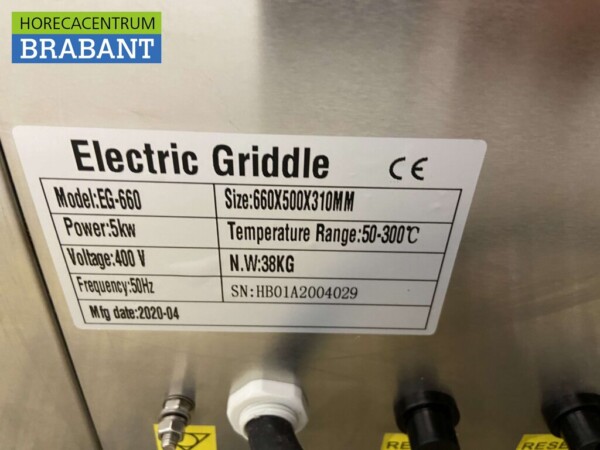 HORECACENTRUM
BRABANT
Electric Griddle CE
Model:EG-660 Size:660X500X310MM
Power:5kw Temperature Range:50-300℃
Voltage:400 V N.W:38KG
Frequency:50Hz SN:HB01A2004029
Mfg date:2020-04